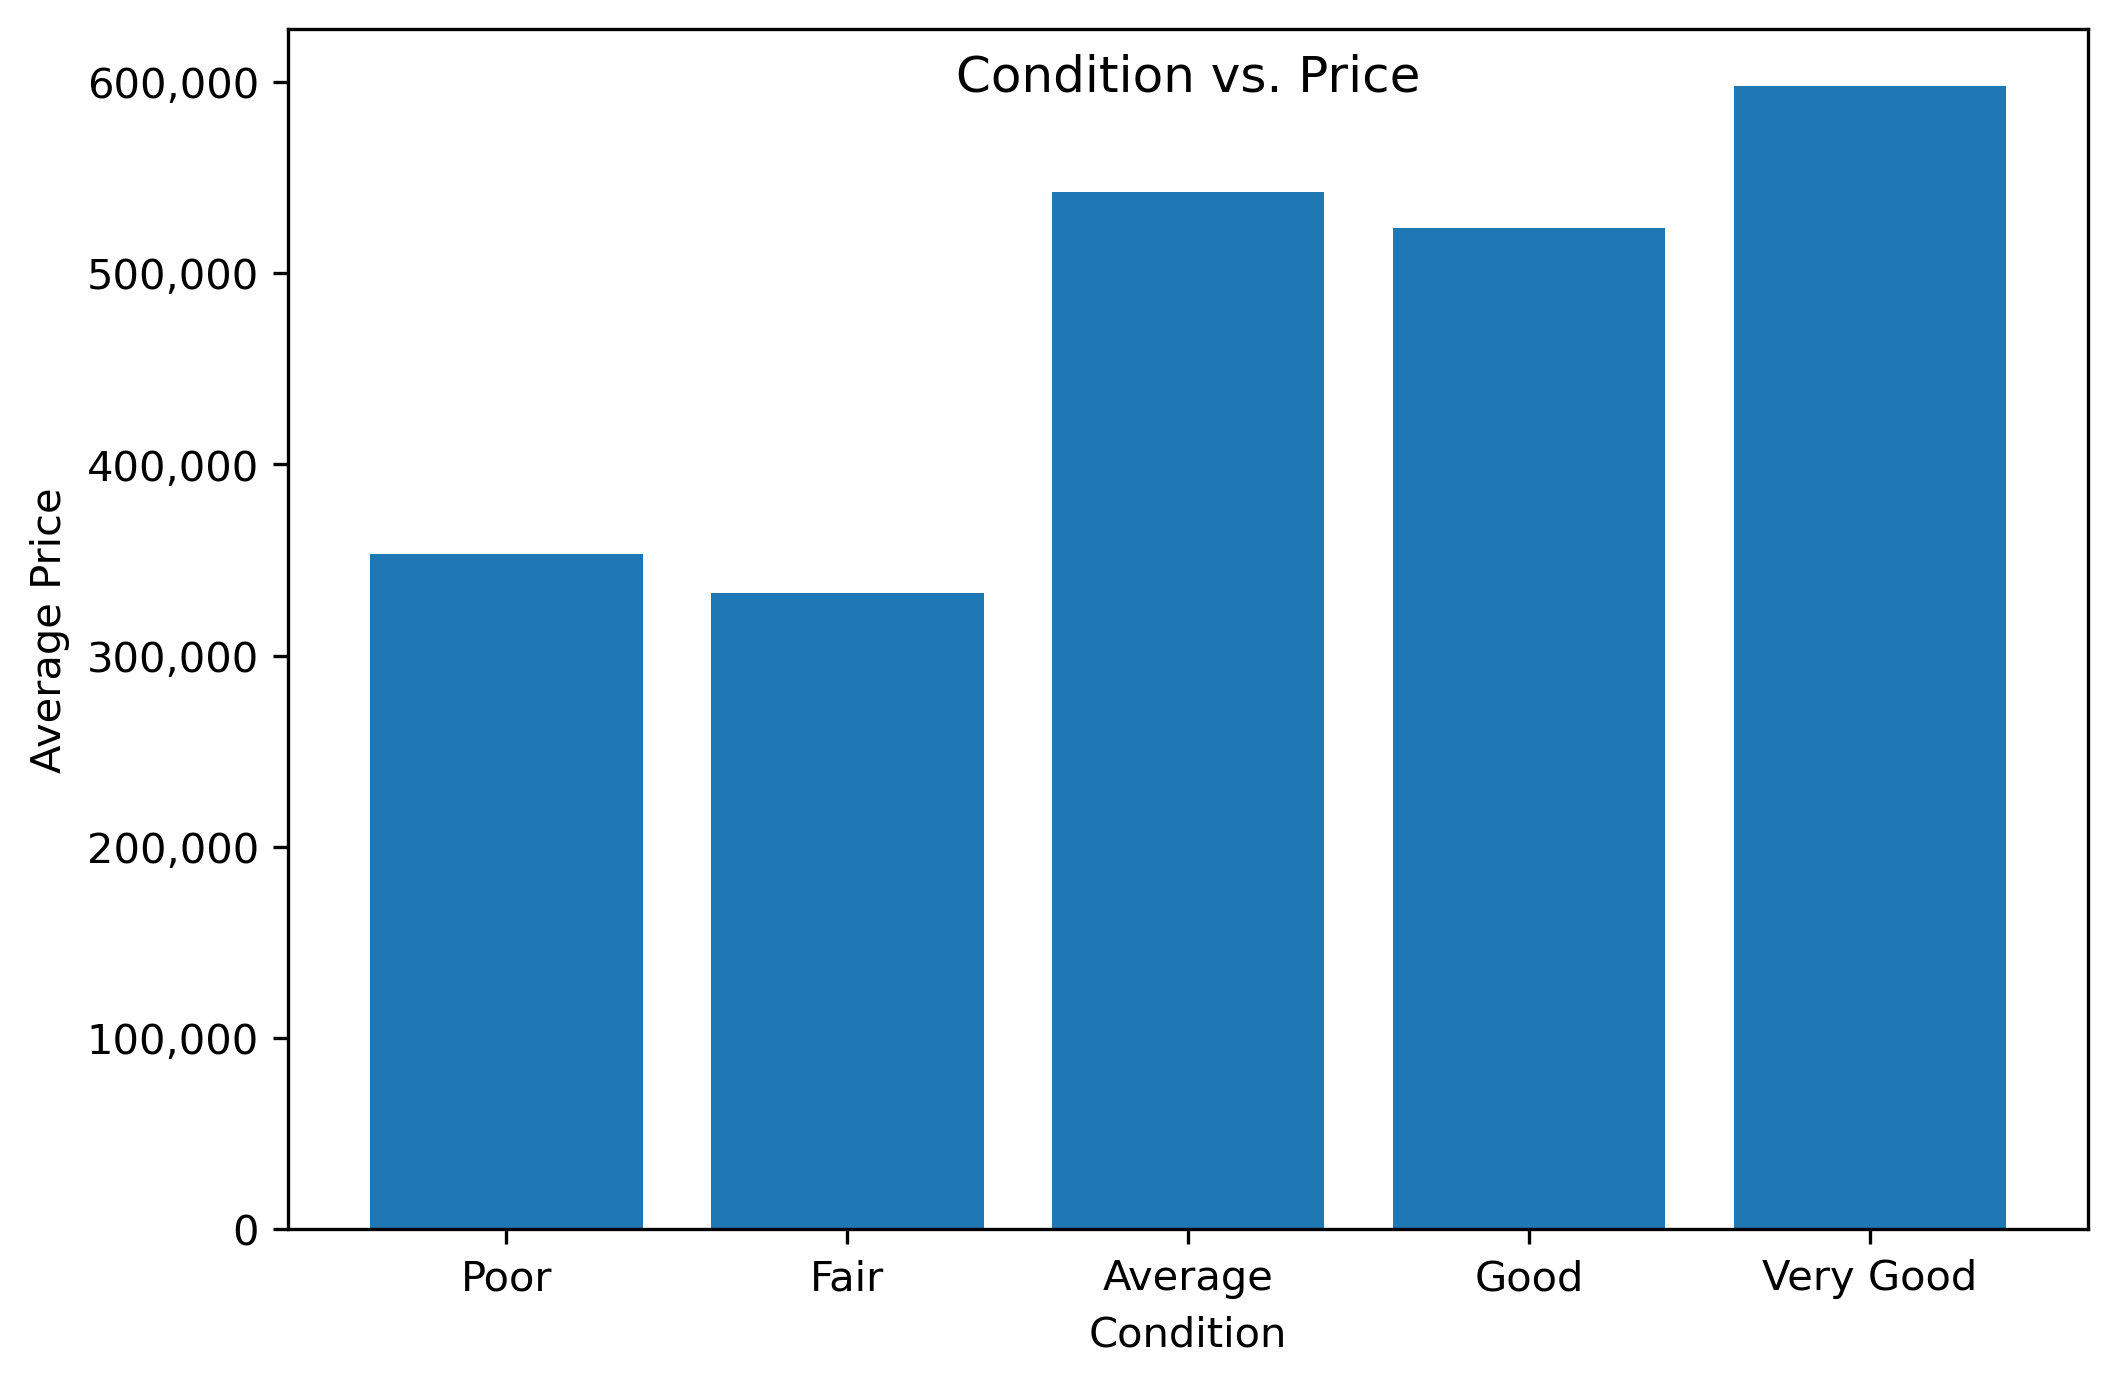 Condition vs. Price
Average Price
600,000
500,000
400,000
300,000
200,000
100,000
0
Poor Fair Average Good Very Good
Condition